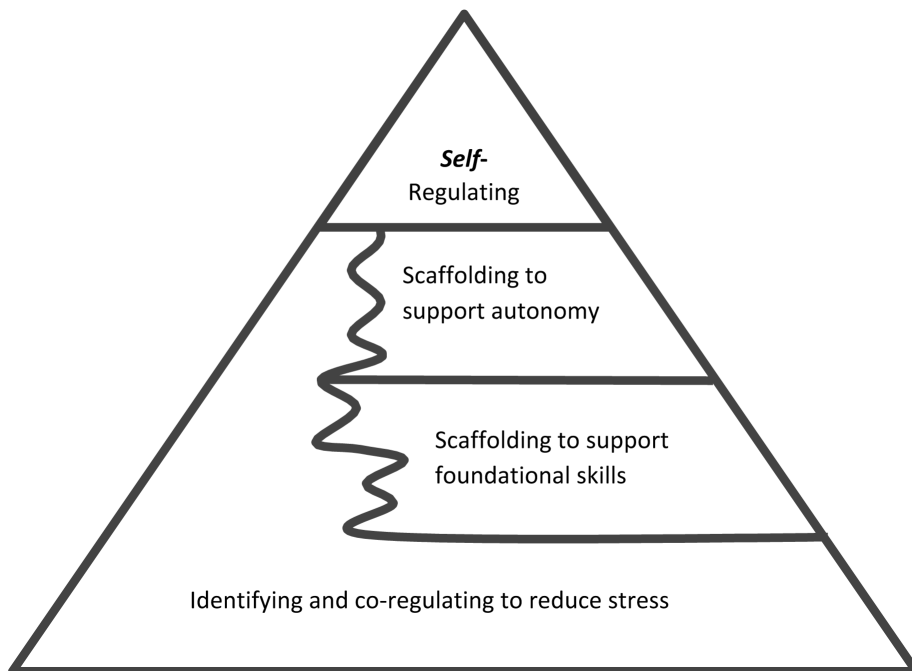 Self-
Regulating
Scaffolding to
support autonomy
Scaffolding to support
foundational skills
Identifying and co-regulating to reduce stress